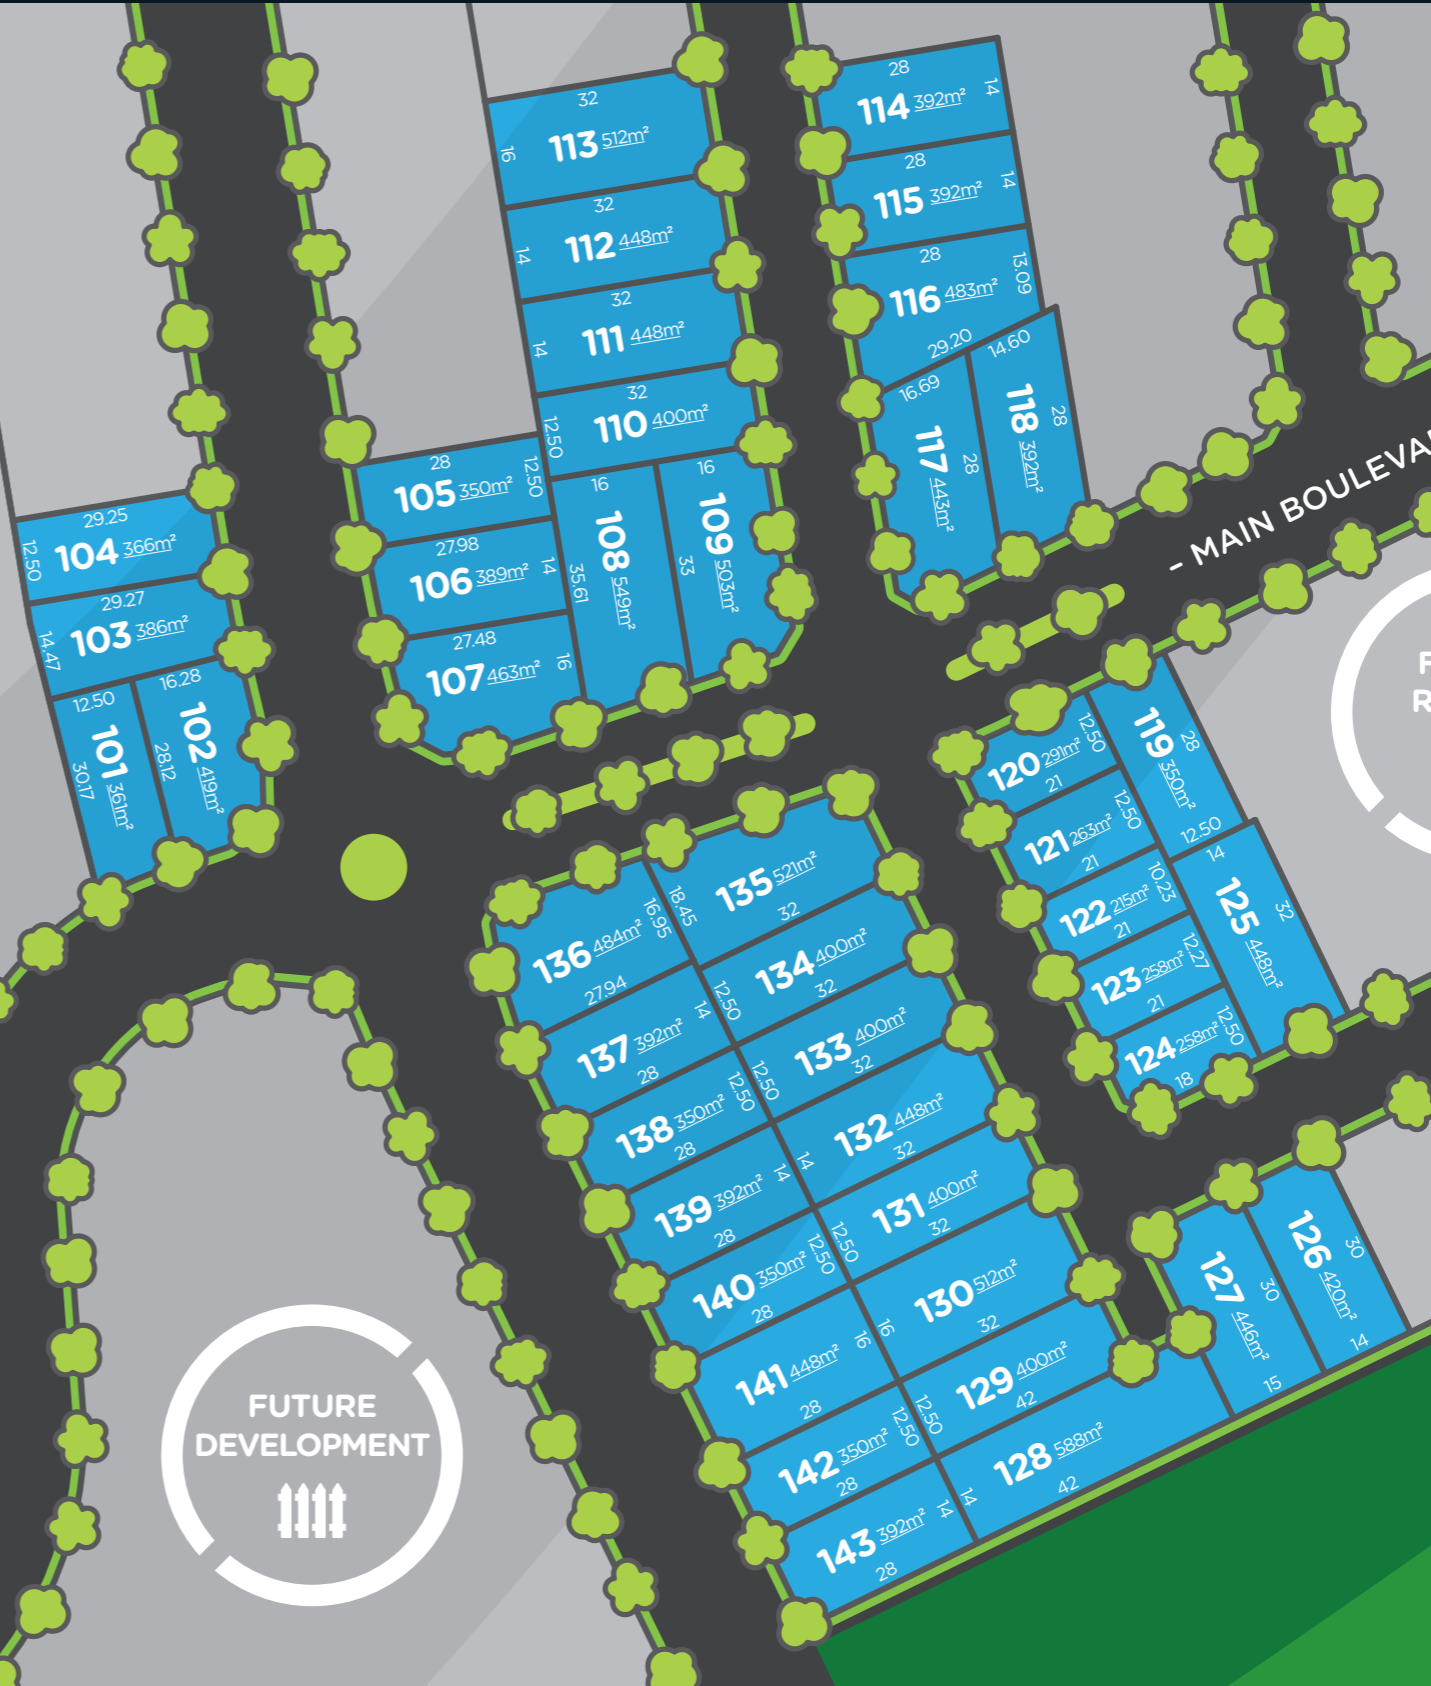 32
113 512m²
16
32
112 448m²
14
32
111 448m²
14
32
110 400m²
12.50
28
114 392m²
14
28
115 392m²
14
28
116 483m²
13.09
29.20
14.60
118 392m²
28
16.69
117 443m²
28
28
105 350m²
12.50
27.98
106 389m²
14
27.48
107 463m²
16
16
108 549m²
35.61
16
109 503m²
33
29.25
104 366m²
12.50
29.27
103 386m²
14.47
12.50
101 361m²
30.17
16.28
102 419m²
28.12
- MAIN BOULEVA
F
R
119 350m²
28
12.50
120 291m²
12.50
21
121 263m²
12.50
21
122 215m²
10.23
21
123 258m²
12.27
21
124 258m²
12.50
18
14
125 448m²
32
135 521m²
18.45
32
136 484m²
16.95
27.94
134 400m²
12.50
32
137 392m²
14
28
133 400m²
12.50
32
138 350m²
12.50
28
132 448m²
14
32
139 392m²
14
28
131 400m²
12.50
32
140 350m²
12.50
28
130 512m²
16
32
141 448m²
16
28
129 400m²
12.50
42
142 350m²
12.50
28
128 588m²
14
42
143 392m²
14
28
127 446m²
30
15
126 420m²
30
14
FUTURE
DEVELOPMENT